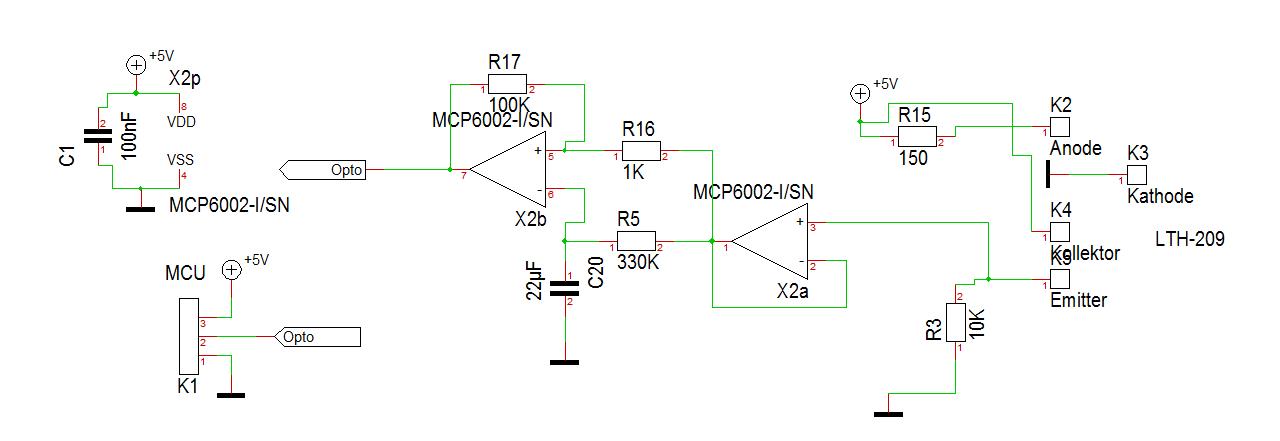 +5V
X2p
8
VDD
2
1
C1
100nF
VSS
4
MCP6002-I/SN
MCU
+5V
3
2
1
Opto
K1
R17
1
2
100K
MCP6002-I/SN
Opto
7
+
5
-
6
X2b
R16
1
2
1K
R5
1
2
330K
22µF
1
2
C20
MCP6002-I/SN
1
+
3
-
2
X2a
+5V
R15
1
2
150
K2
1
Anode
K3
1
Kathode
K4
1
Kollektor
K5
1
Emitter
LTH-209
R3
2
1
10K